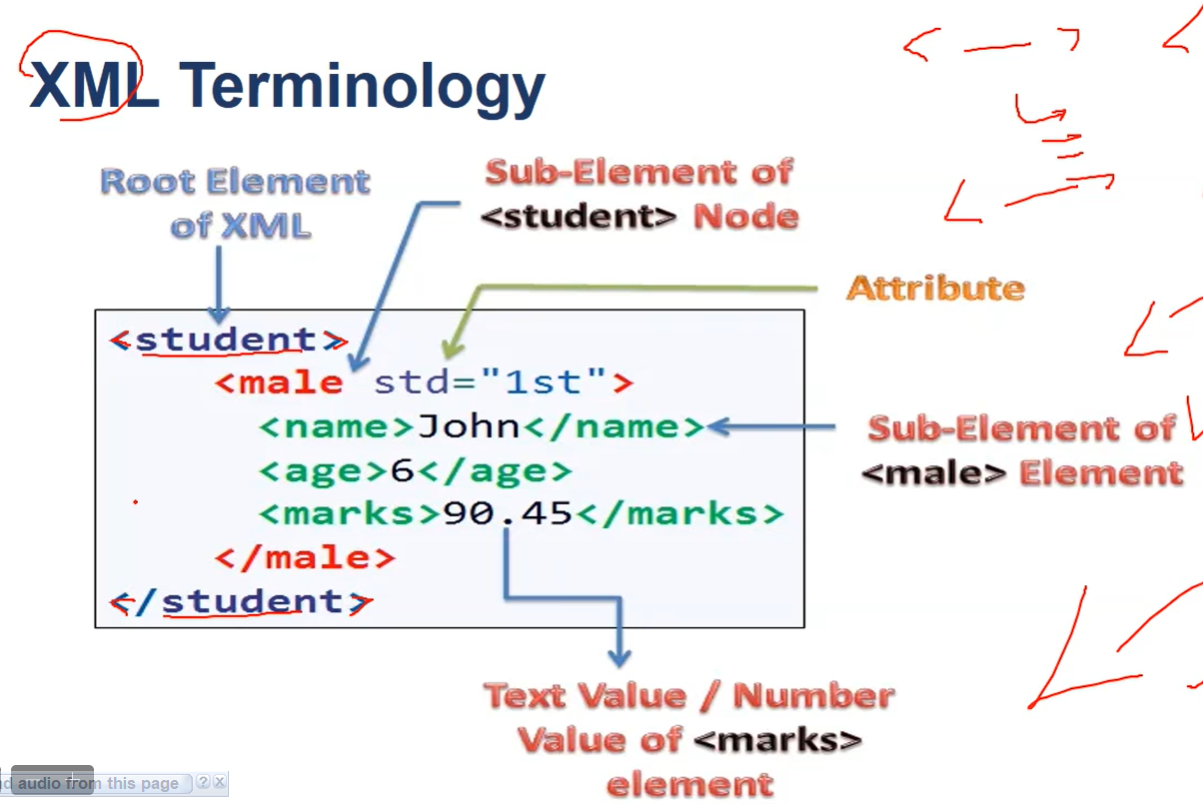 XML Terminology
Root Element
of XML
Sub-Element of
<student> Node
Attribute
<student>
<male std="1st">
<name>John</name>
<age>6</age>
<marks>90.45</marks>
</male>
</student>
Sub-Element of
<male> Element
Text Value / Number
Value of <marks>
element
audio from this page